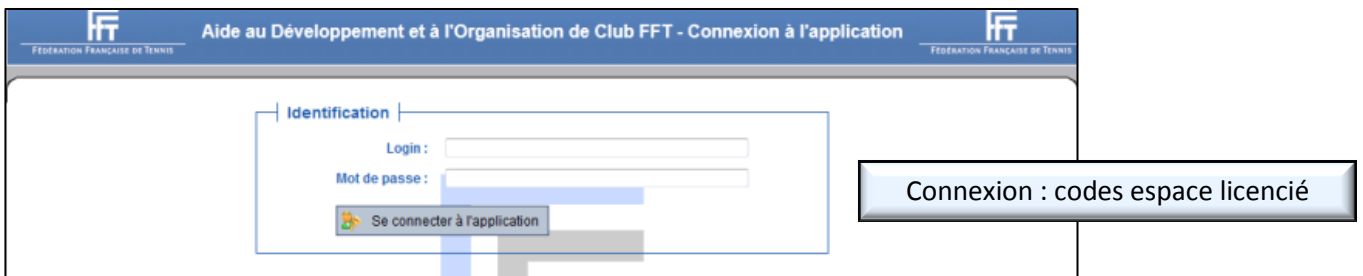 FFT
FÉDÉRATION FRANÇAISE DE TENNIS
Aide au Développement et à l'Organisation de Club FFT - Connexion à l'application
FFT
FÉDÉRATION FRANÇAISE DE TENNIS
Identification
Login :
Mot de passe :
Se connecter à l'application
Connexion : codes espace licencié